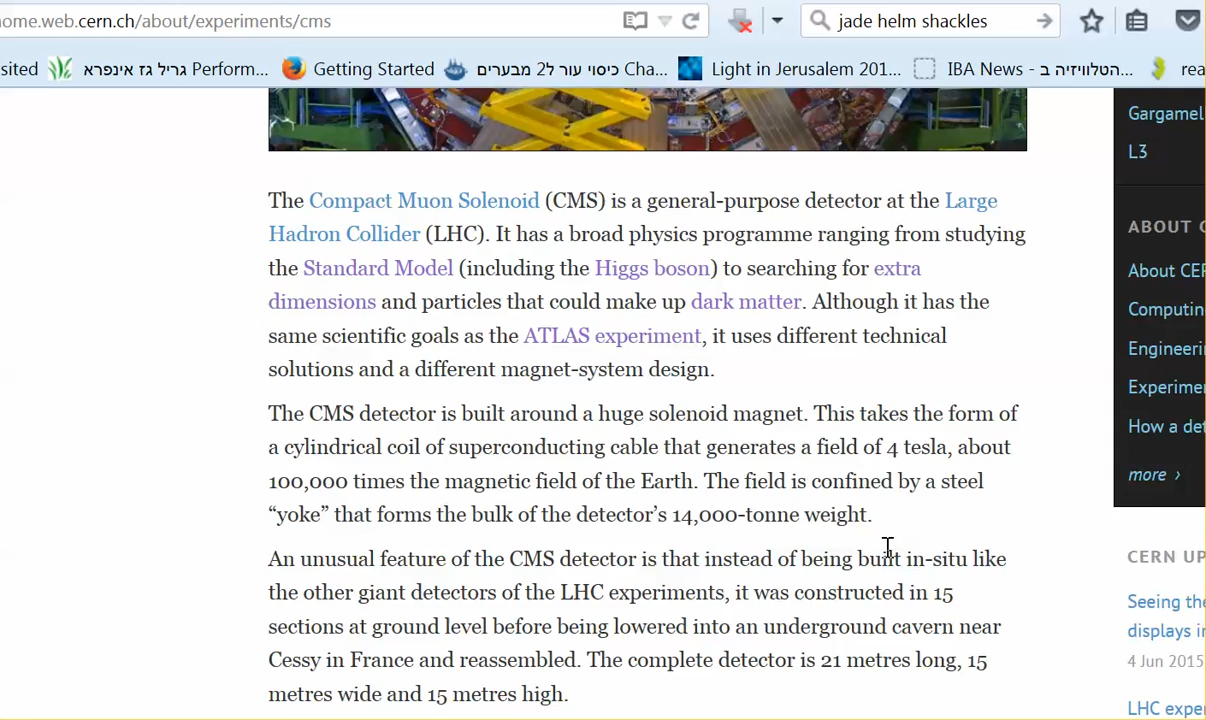 ome.web.cern.ch/about/experiments/cms
jade helm shackles
sited
גריל גז אינפרא Perform...
Getting Started
כיסוי עור ל2 מבערים Cha...
Light in Jerusalem 201...
IBA News - הטלוויזיה ב...
rea
The Compact Muon Solenoid (CMS) is a general-purpose detector at the Large
Hadron Collider (LHC). It has a broad physics programme ranging from studying
the Standard Model (including the Higgs boson) to searching for extra
dimensions and particles that could make up dark matter. Although it has the
same scientific goals as the ATLAS experiment, it uses different technical
solutions and a different magnet-system design.
The CMS detector is built around a huge solenoid magnet. This takes the form of
a cylindrical coil of superconducting cable that generates a field of 4 tesla, about
100,000 times the magnetic field of the Earth. The field is confined by a steel
“yoke” that forms the bulk of the detector’s 14,000-tonne weight.
An unusual feature of the CMS detector is that instead of being built in-situ like
the other giant detectors of the LHC experiments, it was constructed in 15
sections at ground level before being lowered into an underground cavern near
Cessy in France and reassembled. The complete detector is 21 metres long, 15
metres wide and 15 metres high.
Gargamel
L3
ABOUT C
About CER
Computin
Engineeri
Experime
How a det
more ›
CERN UP
Seeing the
displays in
4 Jun 2015
LHC expe